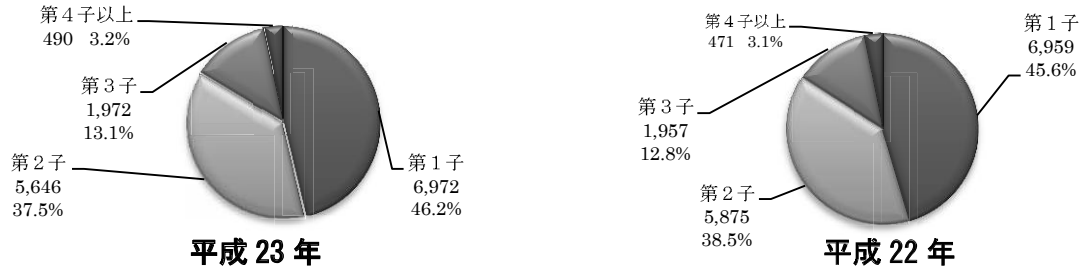 第４子以上
490 3.2%
第３子
1,972
13.1%
第２子
5,646
37.5%
第１子
6,972
46.2%
平成 23 年
第４子以上
471 3.1%
第１子
6,959
45.6%
第３子
1,957
12.8%
第２子
5,875
38.5%
平成 22 年